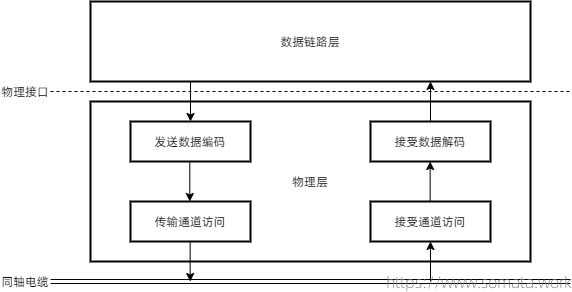 数据链路层
物理接口
发送数据编码
接受数据解码
物理层
传输通道访问
接受通道访问
同轴电缆
https://www.somata.work